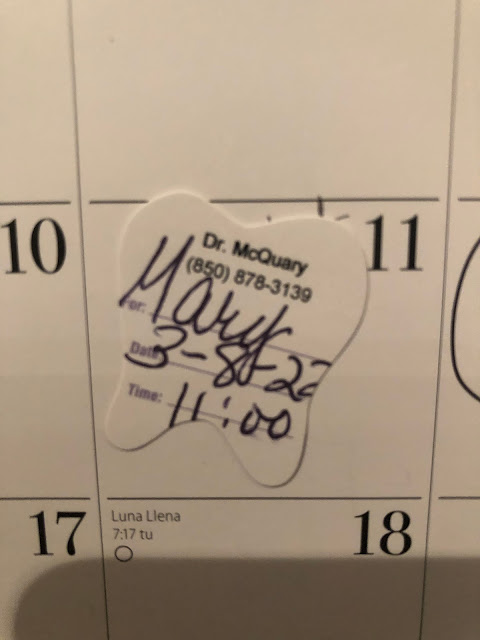 10
11
Dr. McQuary
(850) 878-3139
For: Mary
Date 3-8-22
Time: 11:00
17
Luna Llena
7:17 tu
18